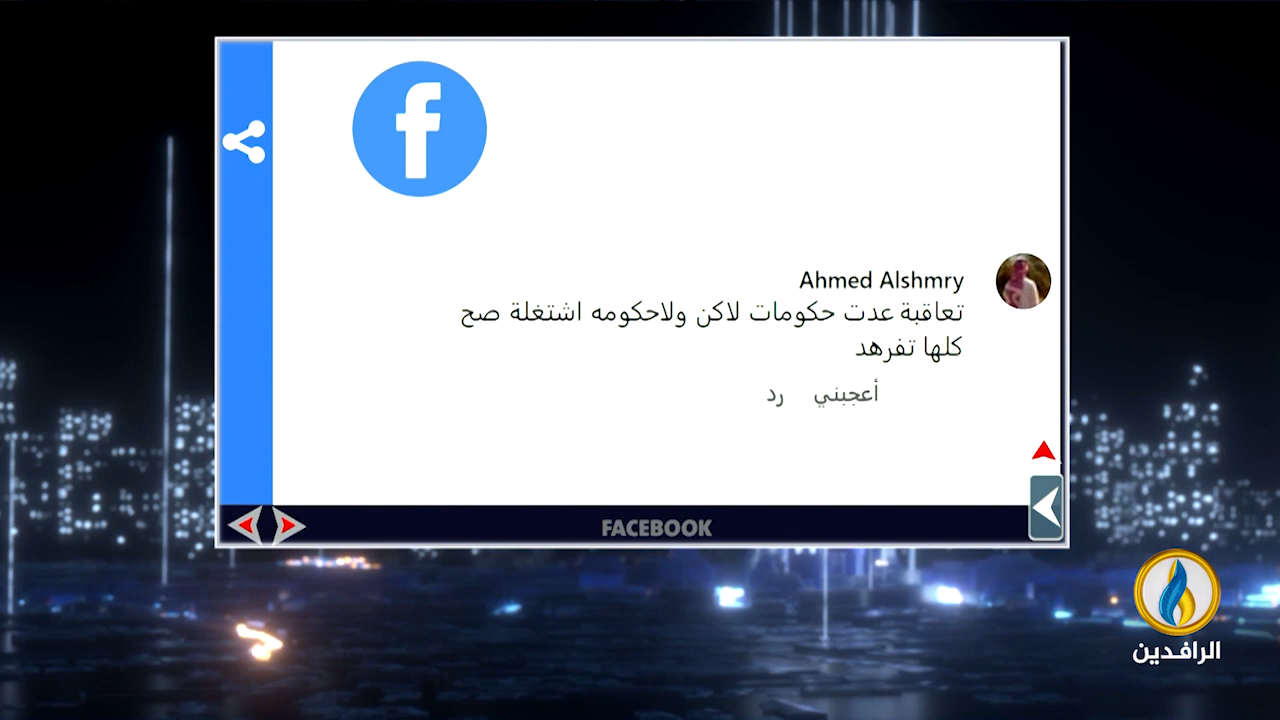 Ahmed Alshmry
تعاقبة عدت حكومات لاكن ولاحكومه اشتغلة صح
كلها تفرهد
أعجبني رد
FACEBOOK
الرافدين